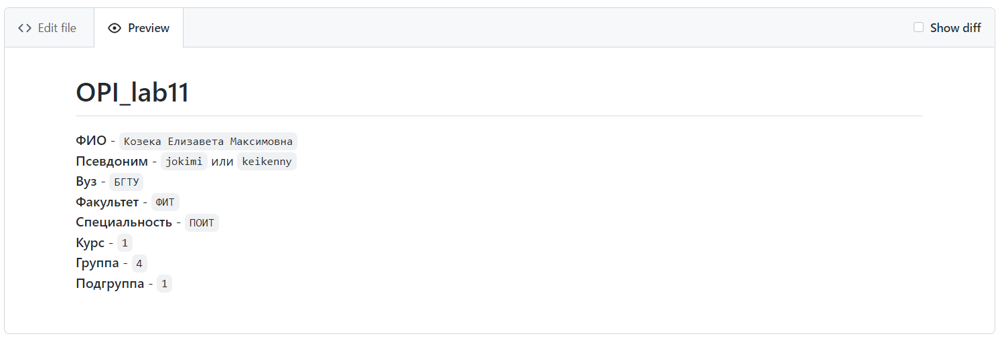 Edit file Preview Show diff
OPI_lab11
ФИО - Козека Елизавета Максимовна
Псевдоним - jokimi или keikenny
Вуз - БГТУ
Факультет - ФИТ
Специальность - ПОИТ
Курс - 1
Группа - 4
Подгруппа - 1